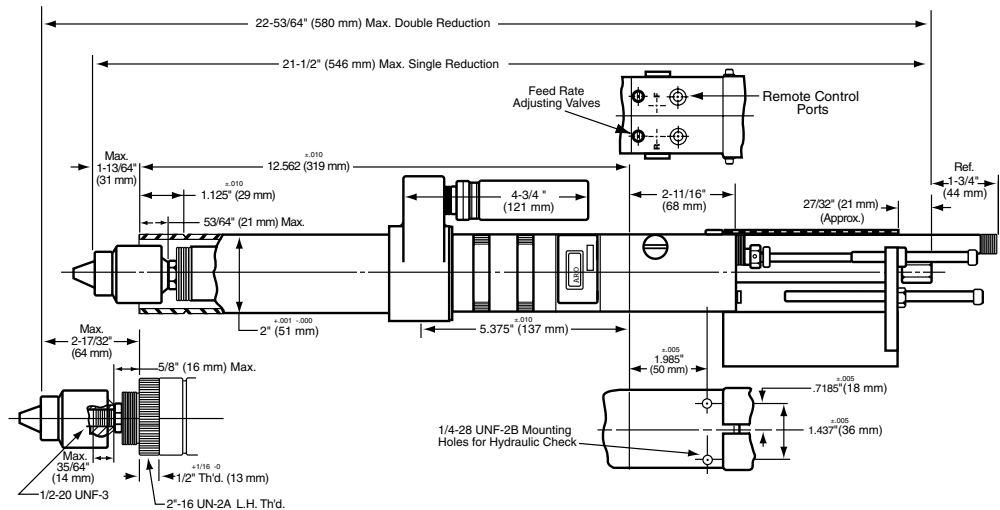 22-53/64" (580 mm) Max. Double Reduction
21-1/2" (546 mm) Max. Single Reduction
Feed Rate
Adjusting Valves
F
R
Remote Control
Ports
Max.
1-13/64"
(31 mm)
±.010
12.562 (319 mm)
±.010
1.125" (29 mm)
53/64" (21 mm) Max.
4-3/4 "
(121 mm)
2-11/16"
(68 mm)
Ref.
1-3/4"
(44 mm)
27/32" (21 mm)
(Approx.)
ARO
+.001 -.000
2" (51 mm)
±.010
5.375" (137 mm)
Max.
2-17/32"
(64 mm)
5/8" (16 mm) Max.
±.005
1.985"
(50 mm)
±.005
.7185"(18 mm)
±.005
1.437"(36 mm)
1/4-28 UNF-2B Mounting
Holes for Hydraulic Check
Max.
35/64"
(14 mm)
+1/16 -0
1/2" Th'd. (13 mm)
1/2-20 UNF-3
2"-16 UN-2A L.H. Th'd.